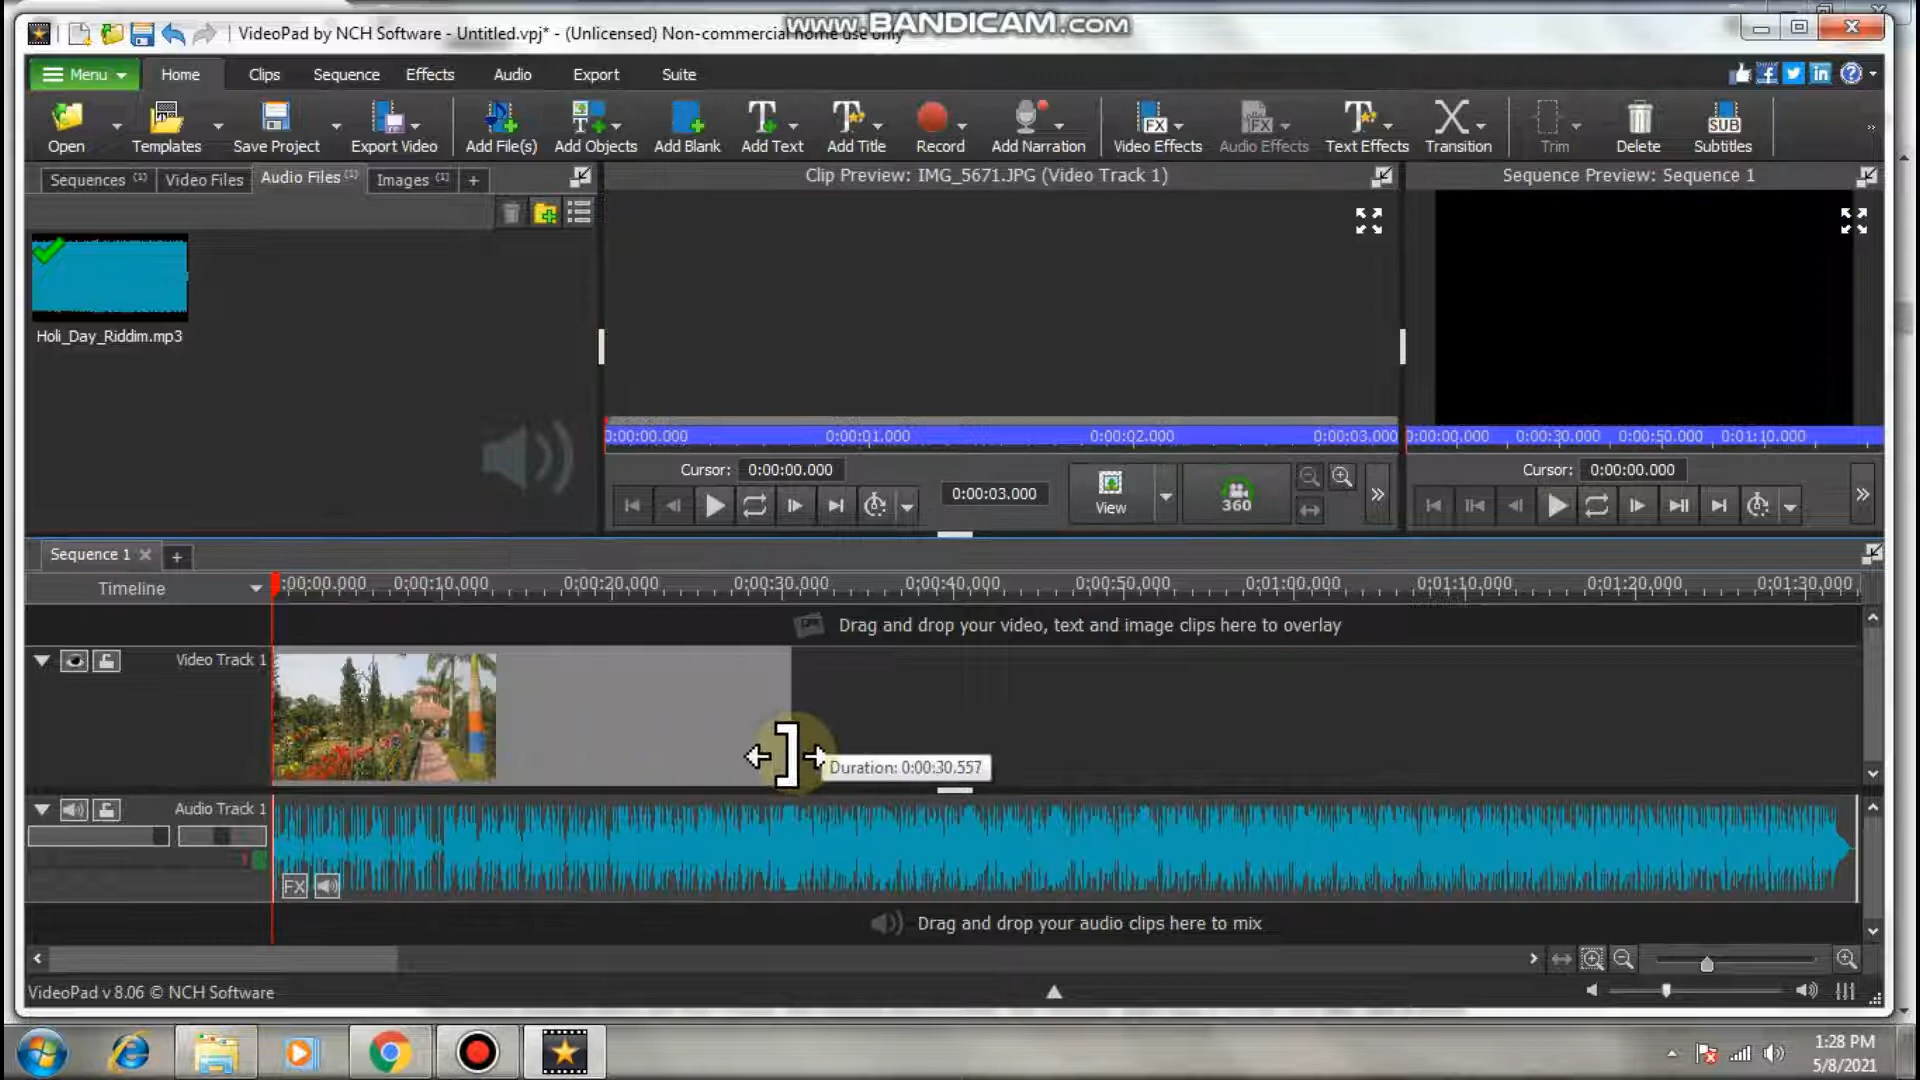 www.BANDICAM.com
VideoPad by NCH Software - Untitled.vpj* - (Unlicensed) Non-commercial home use only
Menu Home Clips Sequence Effects Audio Export Suite
Open Templates Save Project Export Video Add File(s) Add Objects Add Blank Add Text Add Title Record Add Narration Video Effects Audio Effects Text Effects Transition Trim Delete Subtitles
Sequences (1) Video Files Audio Files (1) Images (1) +
Clip Preview: IMG_5671.JPG (Video Track 1)
Sequence Preview: Sequence 1
Holi_Day_Riddim.mp3
0:00:00.000 0:00:01.000 0:00:02.000 0:00:03.000
0:00:00.000 0:00:30.000 0:00:50.000 0:01:10.000
Cursor: 0:00:00.000
Cursor: 0:00:00.000
0:00:03.000
View
360
Sequence 1
Timeline
:00:00.000 0:00:10.000 0:00:20.000 0:00:30.000 0:00:40.000 0:00:50.000 0:01:00.000 0:01:10.000 0:01:20.000 0:01:30.000
Drag and drop your video, text and image clips here to overlay
Video Track 1
Duration: 0:00:30.557
Audio Track 1
FX
Drag and drop your audio clips here to mix
VideoPad v 8.06 © NCH Software
1:28 PM
5/8/2021